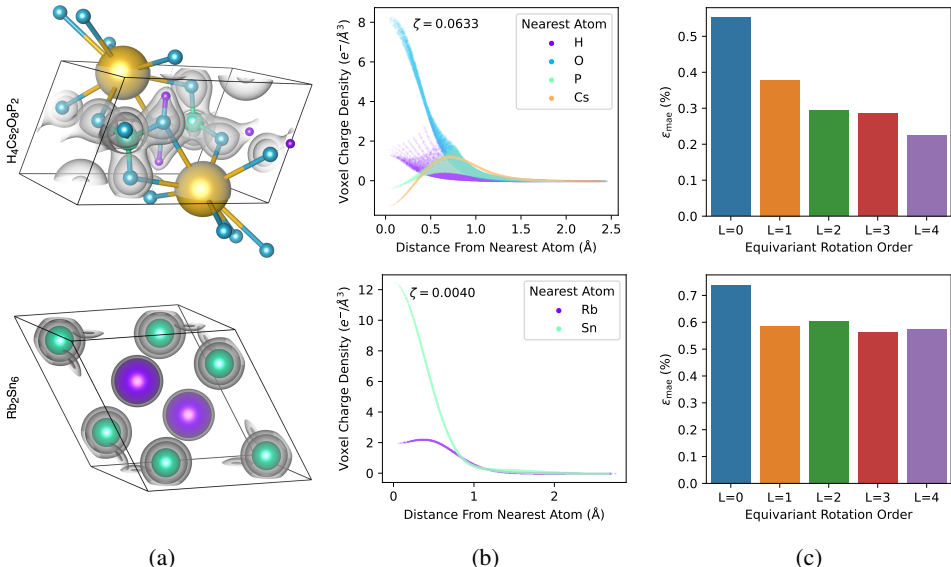 H₄Cs₂O₈P₂
Voxel Charge Density (e⁻/Å³)
8
6
4
2
0
ζ = 0.0633
Nearest Atom
H
O
P
Cs
0.0 0.5 1.0 1.5 2.0 2.5
Distance From Nearest Atom (Å)
εmae (%)
0.5
0.4
0.3
0.2
0.1
0.0
L=0 L=1 L=2 L=3 L=4
Equivariant Rotation Order
Rb₂Sn₆
Voxel Charge Density (e⁻/Å³)
12
10
8
6
4
2
0
ζ = 0.0040
Nearest Atom
Rb
Sn
0 1 2
Distance From Nearest Atom (Å)
εmae (%)
0.7
0.6
0.5
0.4
0.3
0.2
0.1
0.0
L=0 L=1 L=2 L=3 L=4
Equivariant Rotation Order
(a) (b) (c)